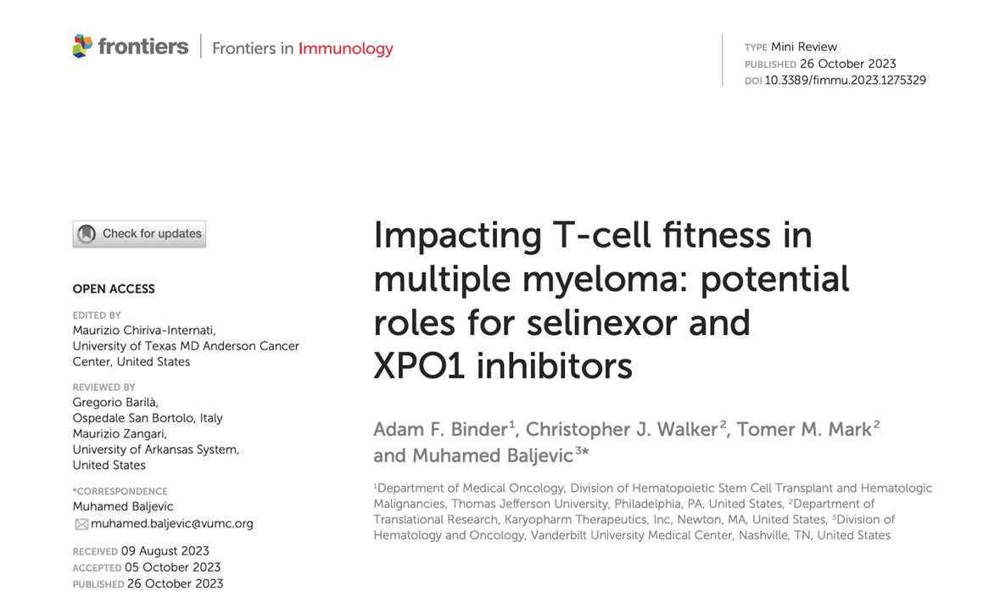 frontiers | Frontiers in Immunology
TYPE Mini Review
PUBLISHED 26 October 2023
DOI 10.3389/fimmu.2023.1275329
Check for updates
OPEN ACCESS
EDITED BY
Maurizio Chiriva-Internati,
University of Texas MD Anderson Cancer
Center, United States
REVIEWED BY
Gregorio Barilà,
Ospedale San Bortolo, Italy
Maurizio Zangari,
University of Arkansas System,
United States
*CORRESPONDENCE
Muhamed Baljevic
muhamed.baljevic@vumc.org
RECEIVED 09 August 2023
ACCEPTED 05 October 2023
PUBLISHED 26 October 2023
Impacting T-cell fitness in
multiple myeloma: potential
roles for selinexor and
XPO1 inhibitors
Adam F. Binder¹, Christopher J. Walker², Tomer M. Mark²
and Muhamed Baljevic³*
¹Department of Medical Oncology, Division of Hematopoietic Stem Cell Transplant and Hematologic
Malignancies, Thomas Jefferson University, Philadelphia, PA, United States, ²Department of
Translational Research, Karyopharm Therapeutics, Inc, Newton, MA, United States, ³Division of
Hematology and Oncology, Vanderbilt University Medical Center, Nashville, TN, United States